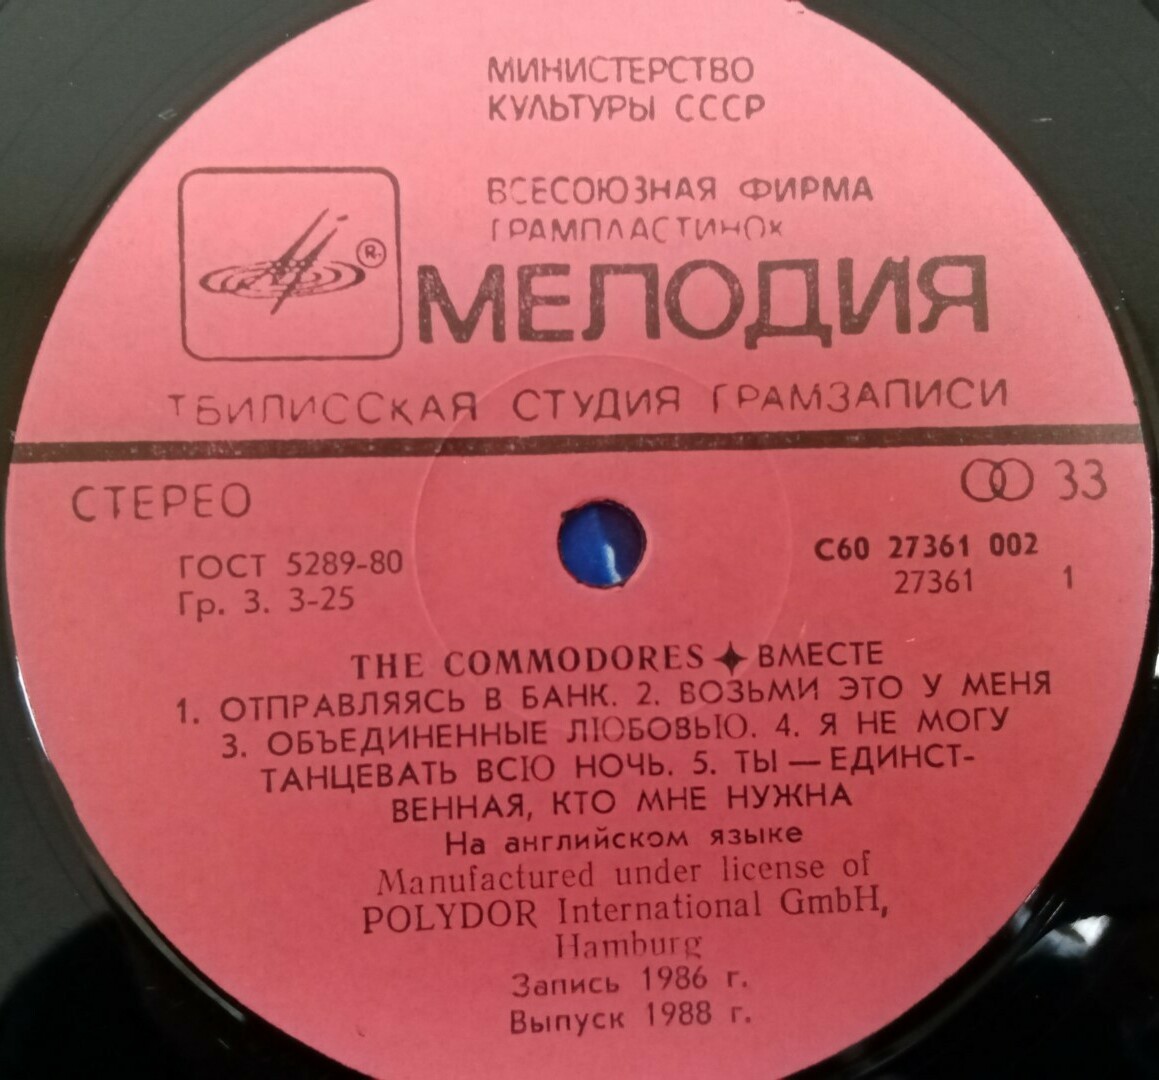 МИНИСТЕРСТВО
КУЛЬТУРЫ СССР
ВСЕСОЮЗНАЯ ФИРМА
ГРАМПЛАСТИНОК
®
МЕЛОДИЯ
ТБИЛИССКАЯ СТУДИЯ ГРАМЗАПИСИ
СТЕРЕО
33
ГОСТ 5289-80
Гр. 3. 3-25
С60 27361 002
27361 1
THE COMMODORES ✦ ВМЕСТЕ
1. ОТПРАВЛЯЯСЬ В БАНК. 2. ВОЗЬМИ ЭТО У МЕНЯ
3. ОБЪЕДИНЕННЫЕ ЛЮБОВЬЮ. 4. Я НЕ МОГУ
ТАНЦЕВАТЬ ВСЮ НОЧЬ. 5. ТЫ — ЕДИНСТ-
ВЕННАЯ, КТО МНЕ НУЖНА
На английском языке
Manufactured under license of
POLYDOR International GmbH,
Hamburg
Запись 1986 г.
Выпуск 1988 г.